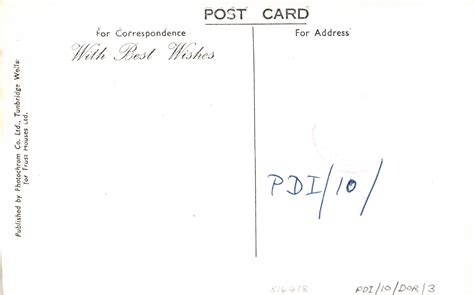 POST CARD
For Correspondence
For Address
With Best Wishes
Published by Photochrom Co. Ltd., Tunbridge Wells.
for Trust Houses Ltd.
PDI/10/
514418
PDI/10/DOR/3